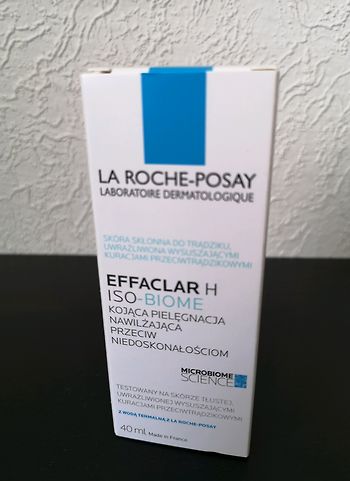 LA ROCHE-POSAY
LABORATOIRE DERMATOLOGIQUE
SKÓRA SKŁONNA DO TRĄDZIKU,
UWRAŻLIWIONA WYSUSZAJĄCYMI
KURACJAMI PRZECIWTRĄDZIKOWYMI
EFFACLAR H
ISO-BIOME
KOJĄCA PIELĘGNACJA
NAWILŻAJĄCA
PRZECIW
NIEDOSKONAŁOŚCIOM
MICROBIOME
SCIENCE
TESTOWANY NA SKÓRZE TŁUSTEJ,
UWRAŻLIWIONEJ WYSUSZAJĄCYMI
KURACJAMI PRZECIWTRĄDZIKOWYMI
Z WODĄ TERMALNĄ Z LA ROCHE-POSAY
40 ml Made in France